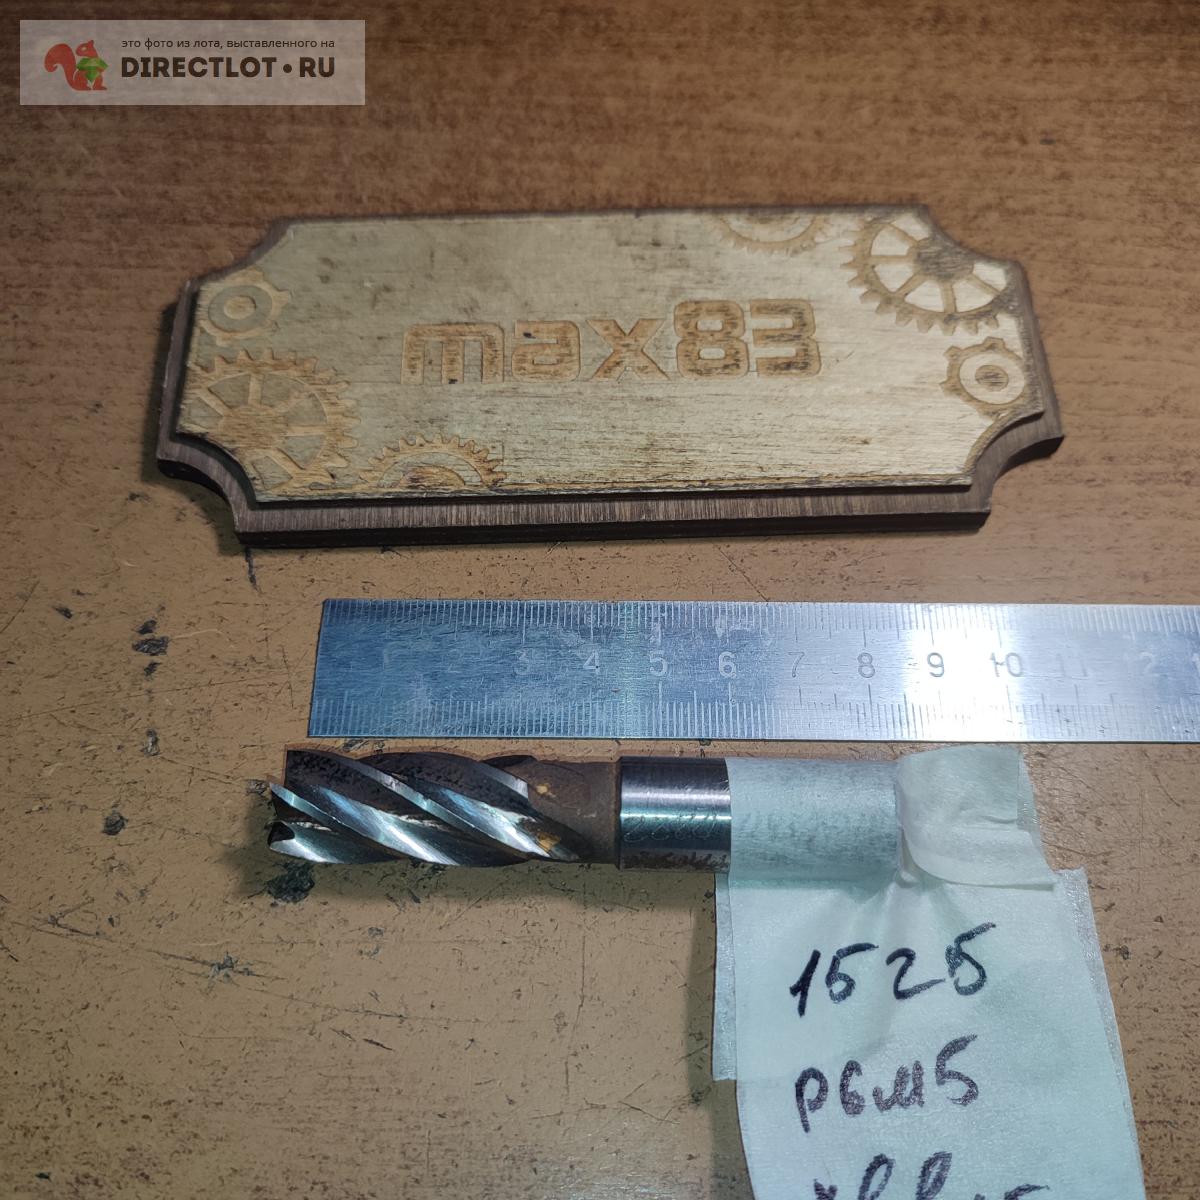 это фото из лота, выставленного на
DIRECTLOT.RU
max83
1 2 3 4 5 6 7 8 9 10 11 12
1525
р6м5